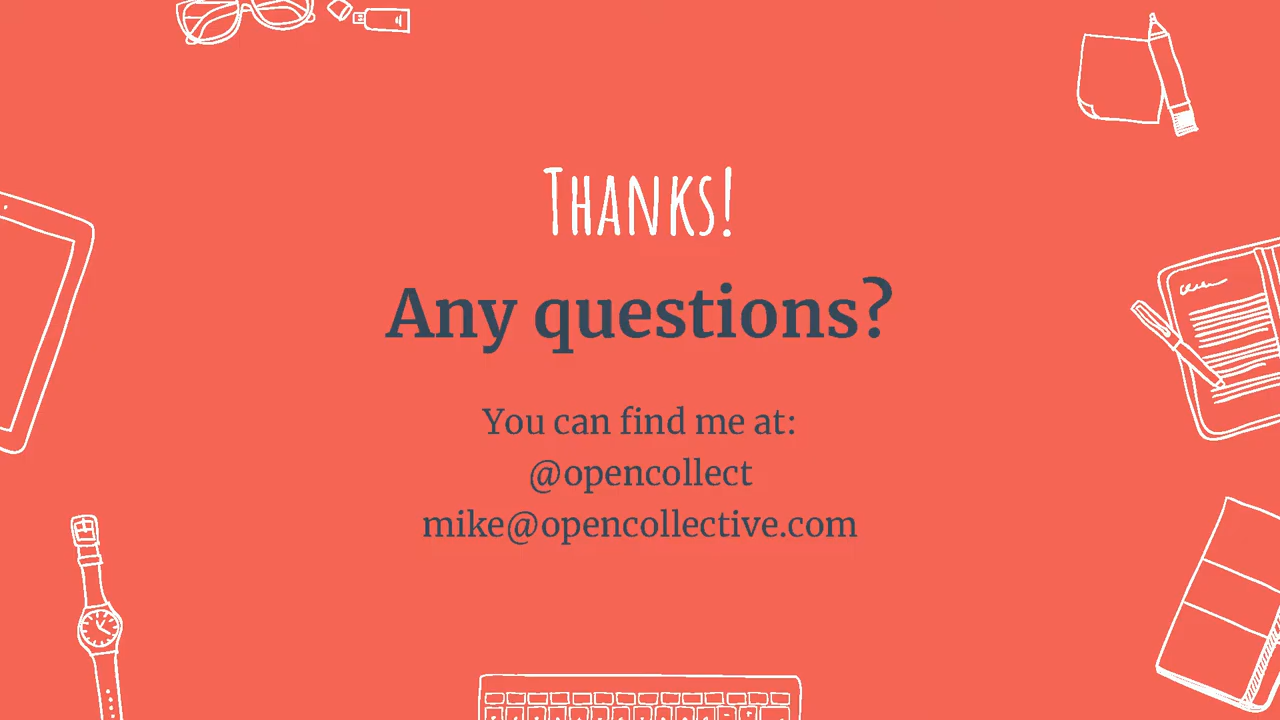 Thanks!
Any questions?
You can find me at:
@opencollect
mike@opencollective.com